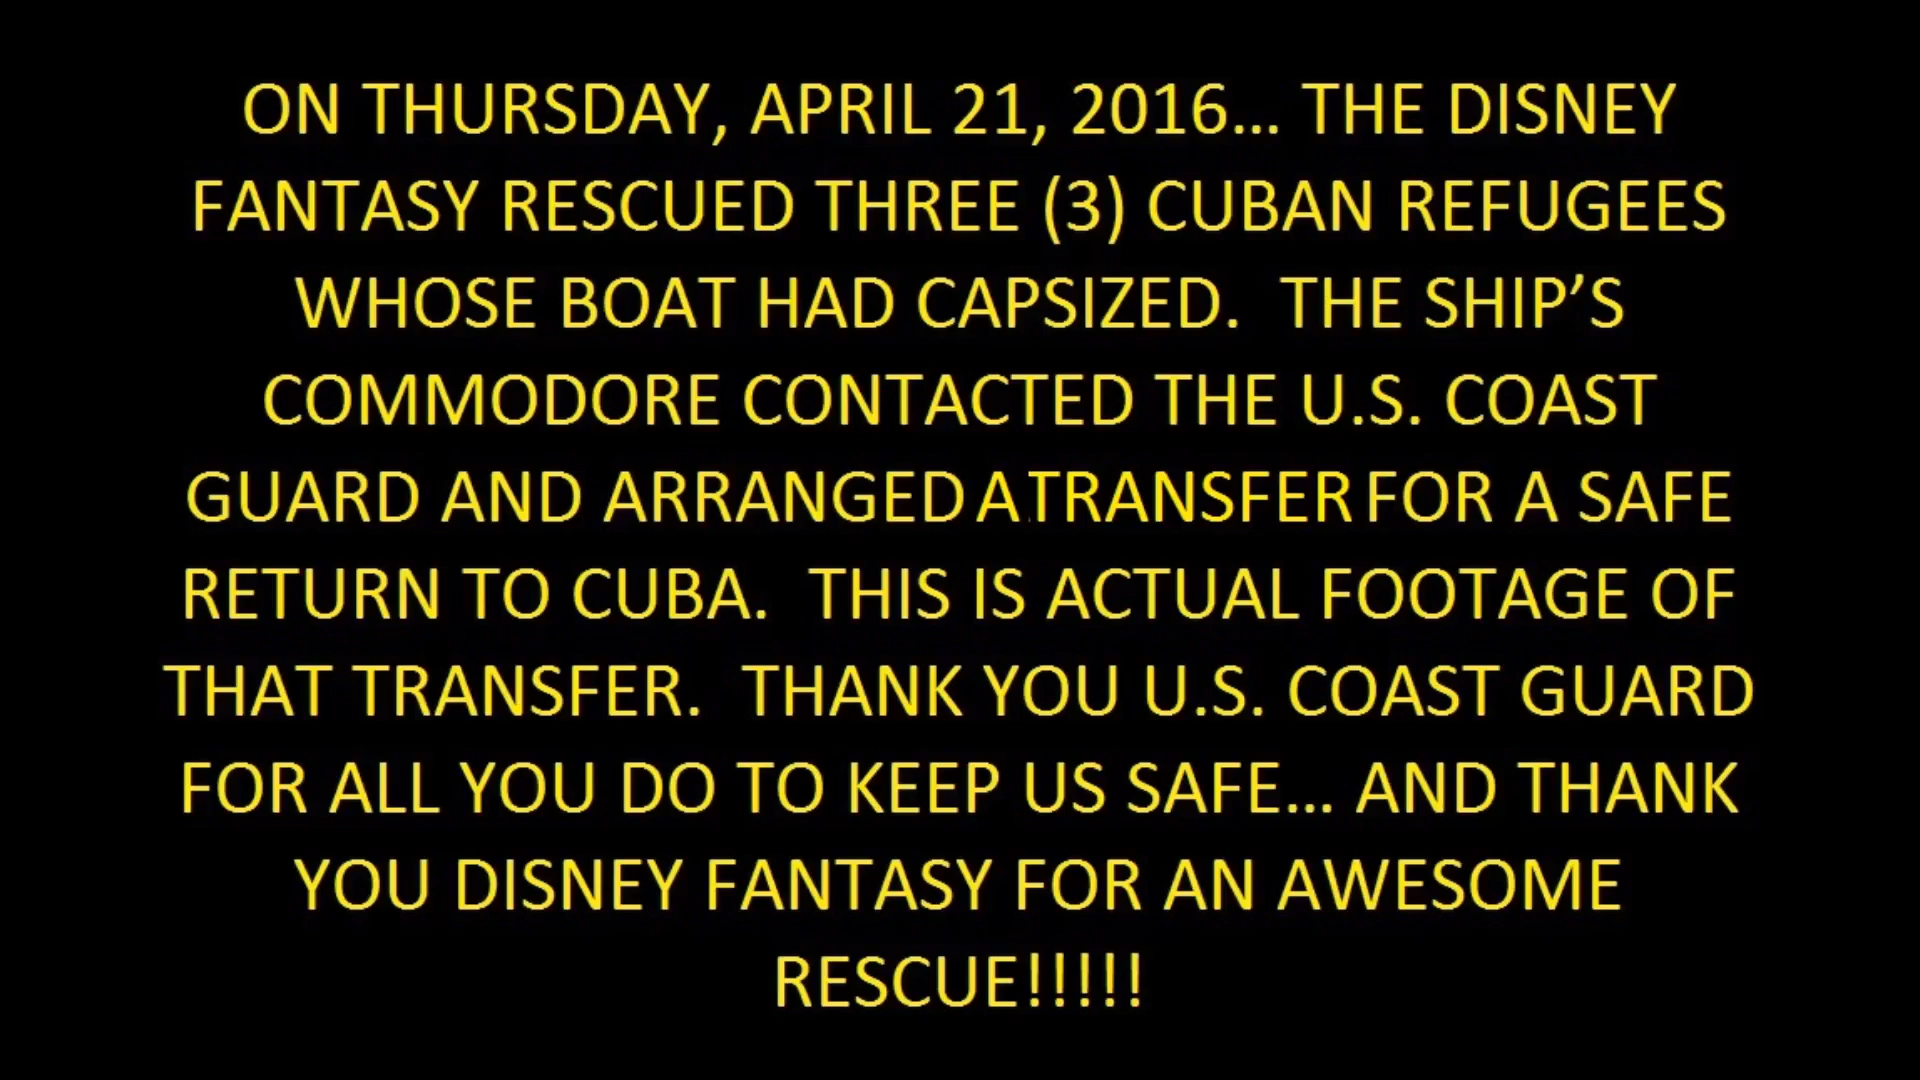 ON THURSDAY, APRIL 21, 2016... THE DISNEY
FANTASY RESCUED THREE (3) CUBAN REFUGEES
WHOSE BOAT HAD CAPSIZED.  THE SHIP’S
COMMODORE CONTACTED THE U.S. COAST
GUARD AND ARRANGED A TRANSFER FOR A SAFE
RETURN TO CUBA.  THIS IS ACTUAL FOOTAGE OF
THAT TRANSFER.  THANK YOU U.S. COAST GUARD
FOR ALL YOU DO TO KEEP US SAFE... AND THANK
YOU DISNEY FANTASY FOR AN AWESOME
RESCUE!!!!!